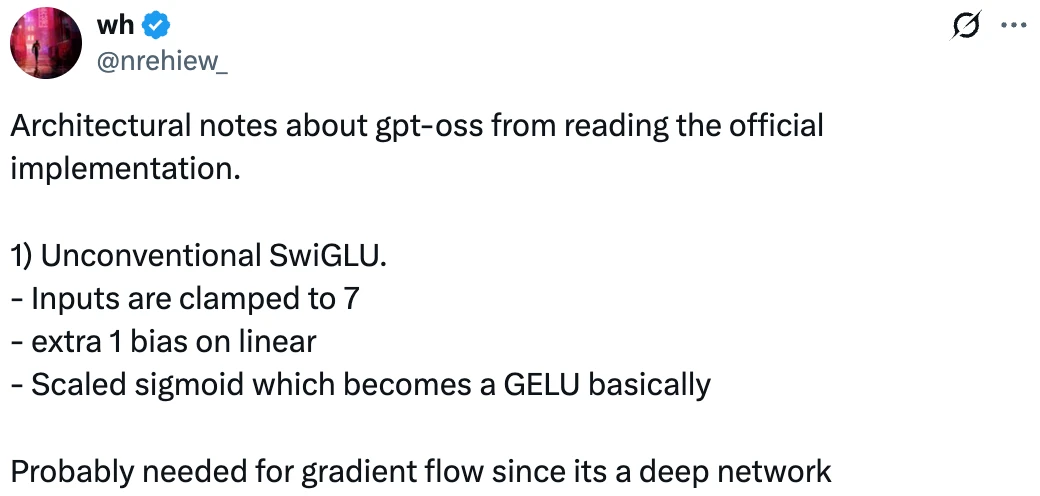 wh
@nrehiew_
Architectural notes about gpt-oss from reading the official
implementation.
1) Unconventional SwiGLU.
- Inputs are clamped to 7
- extra 1 bias on linear
- Scaled sigmoid which becomes a GELU basically
Probably needed for gradient flow since its a deep network